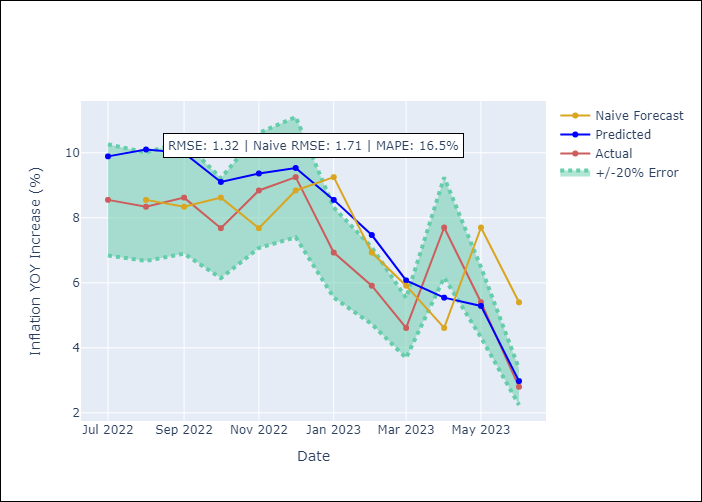 RMSE: 1.32 | Naive RMSE: 1.71 | MAPE: 16.5%
Naive Forecast
Predicted
Actual
+/-20% Error
Inflation YOY Increase (%)
10
8
6
4
2
Jul 2022 Sep 2022 Nov 2022 Jan 2023 Mar 2023 May 2023
Date